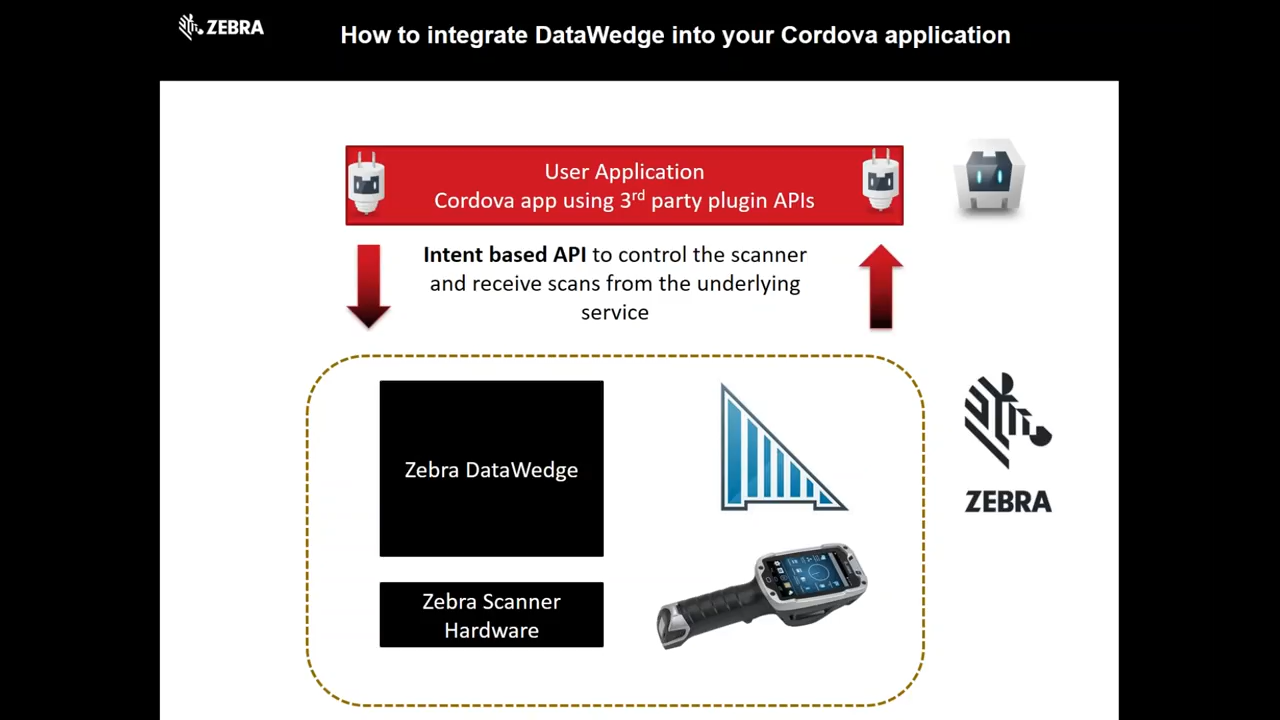 ZEBRA
How to integrate DataWedge into your Cordova application
User Application
Cordova app using 3rd party plugin APIs
Intent based API to control the scanner
and receive scans from the underlying
service
Zebra DataWedge
ZEBRA
Zebra Scanner
Hardware